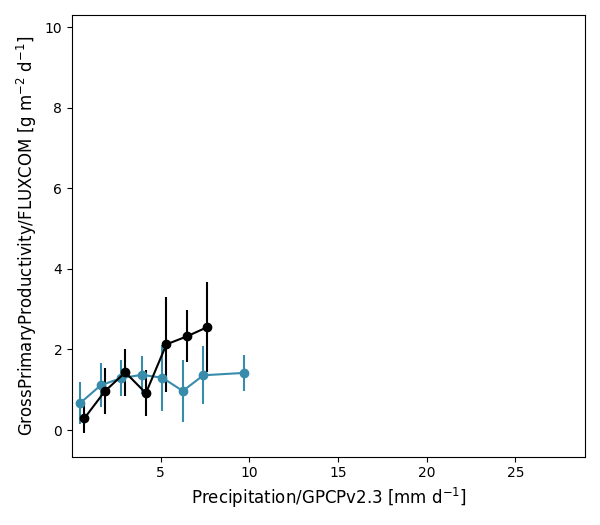 10
8
6
4
2
0
GrossPrimaryProductivity/FLUXCOM [g m⁻² d⁻¹]
5 10 15 20 25
Precipitation/GPCPv2.3 [mm d⁻¹]